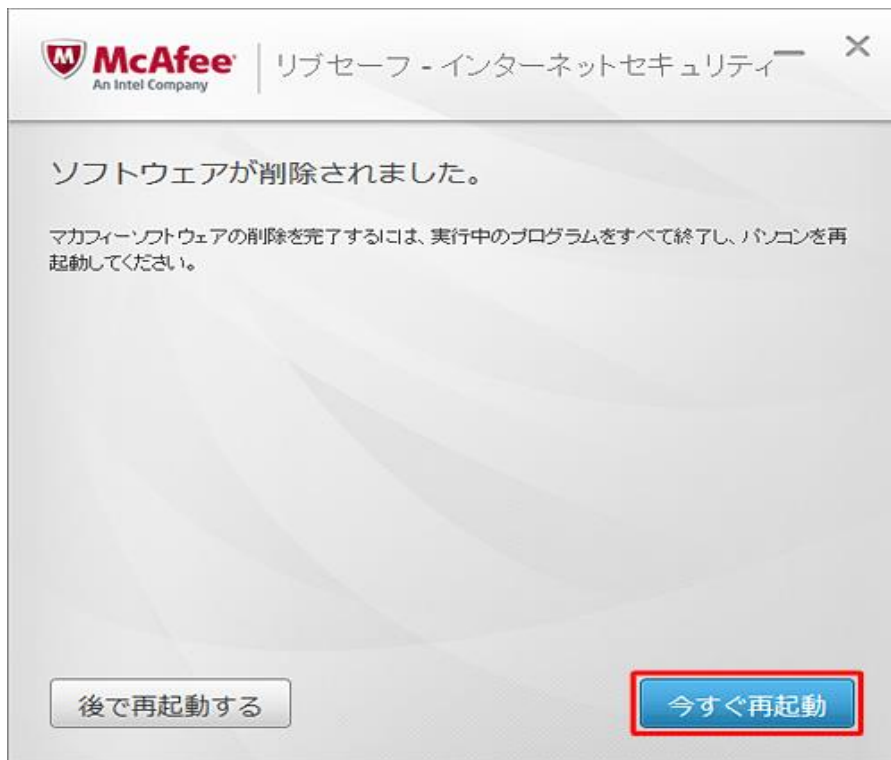 McAfee
An Intel Company
リブセーフ - インターネットセキュリティ
ソフトウェアが削除されました。
マカフィーソフトウェアの削除を完了するには、実行中のプログラムをすべて終了し、パソコンを再
起動してください。
後で再起動する
今すぐ再起動